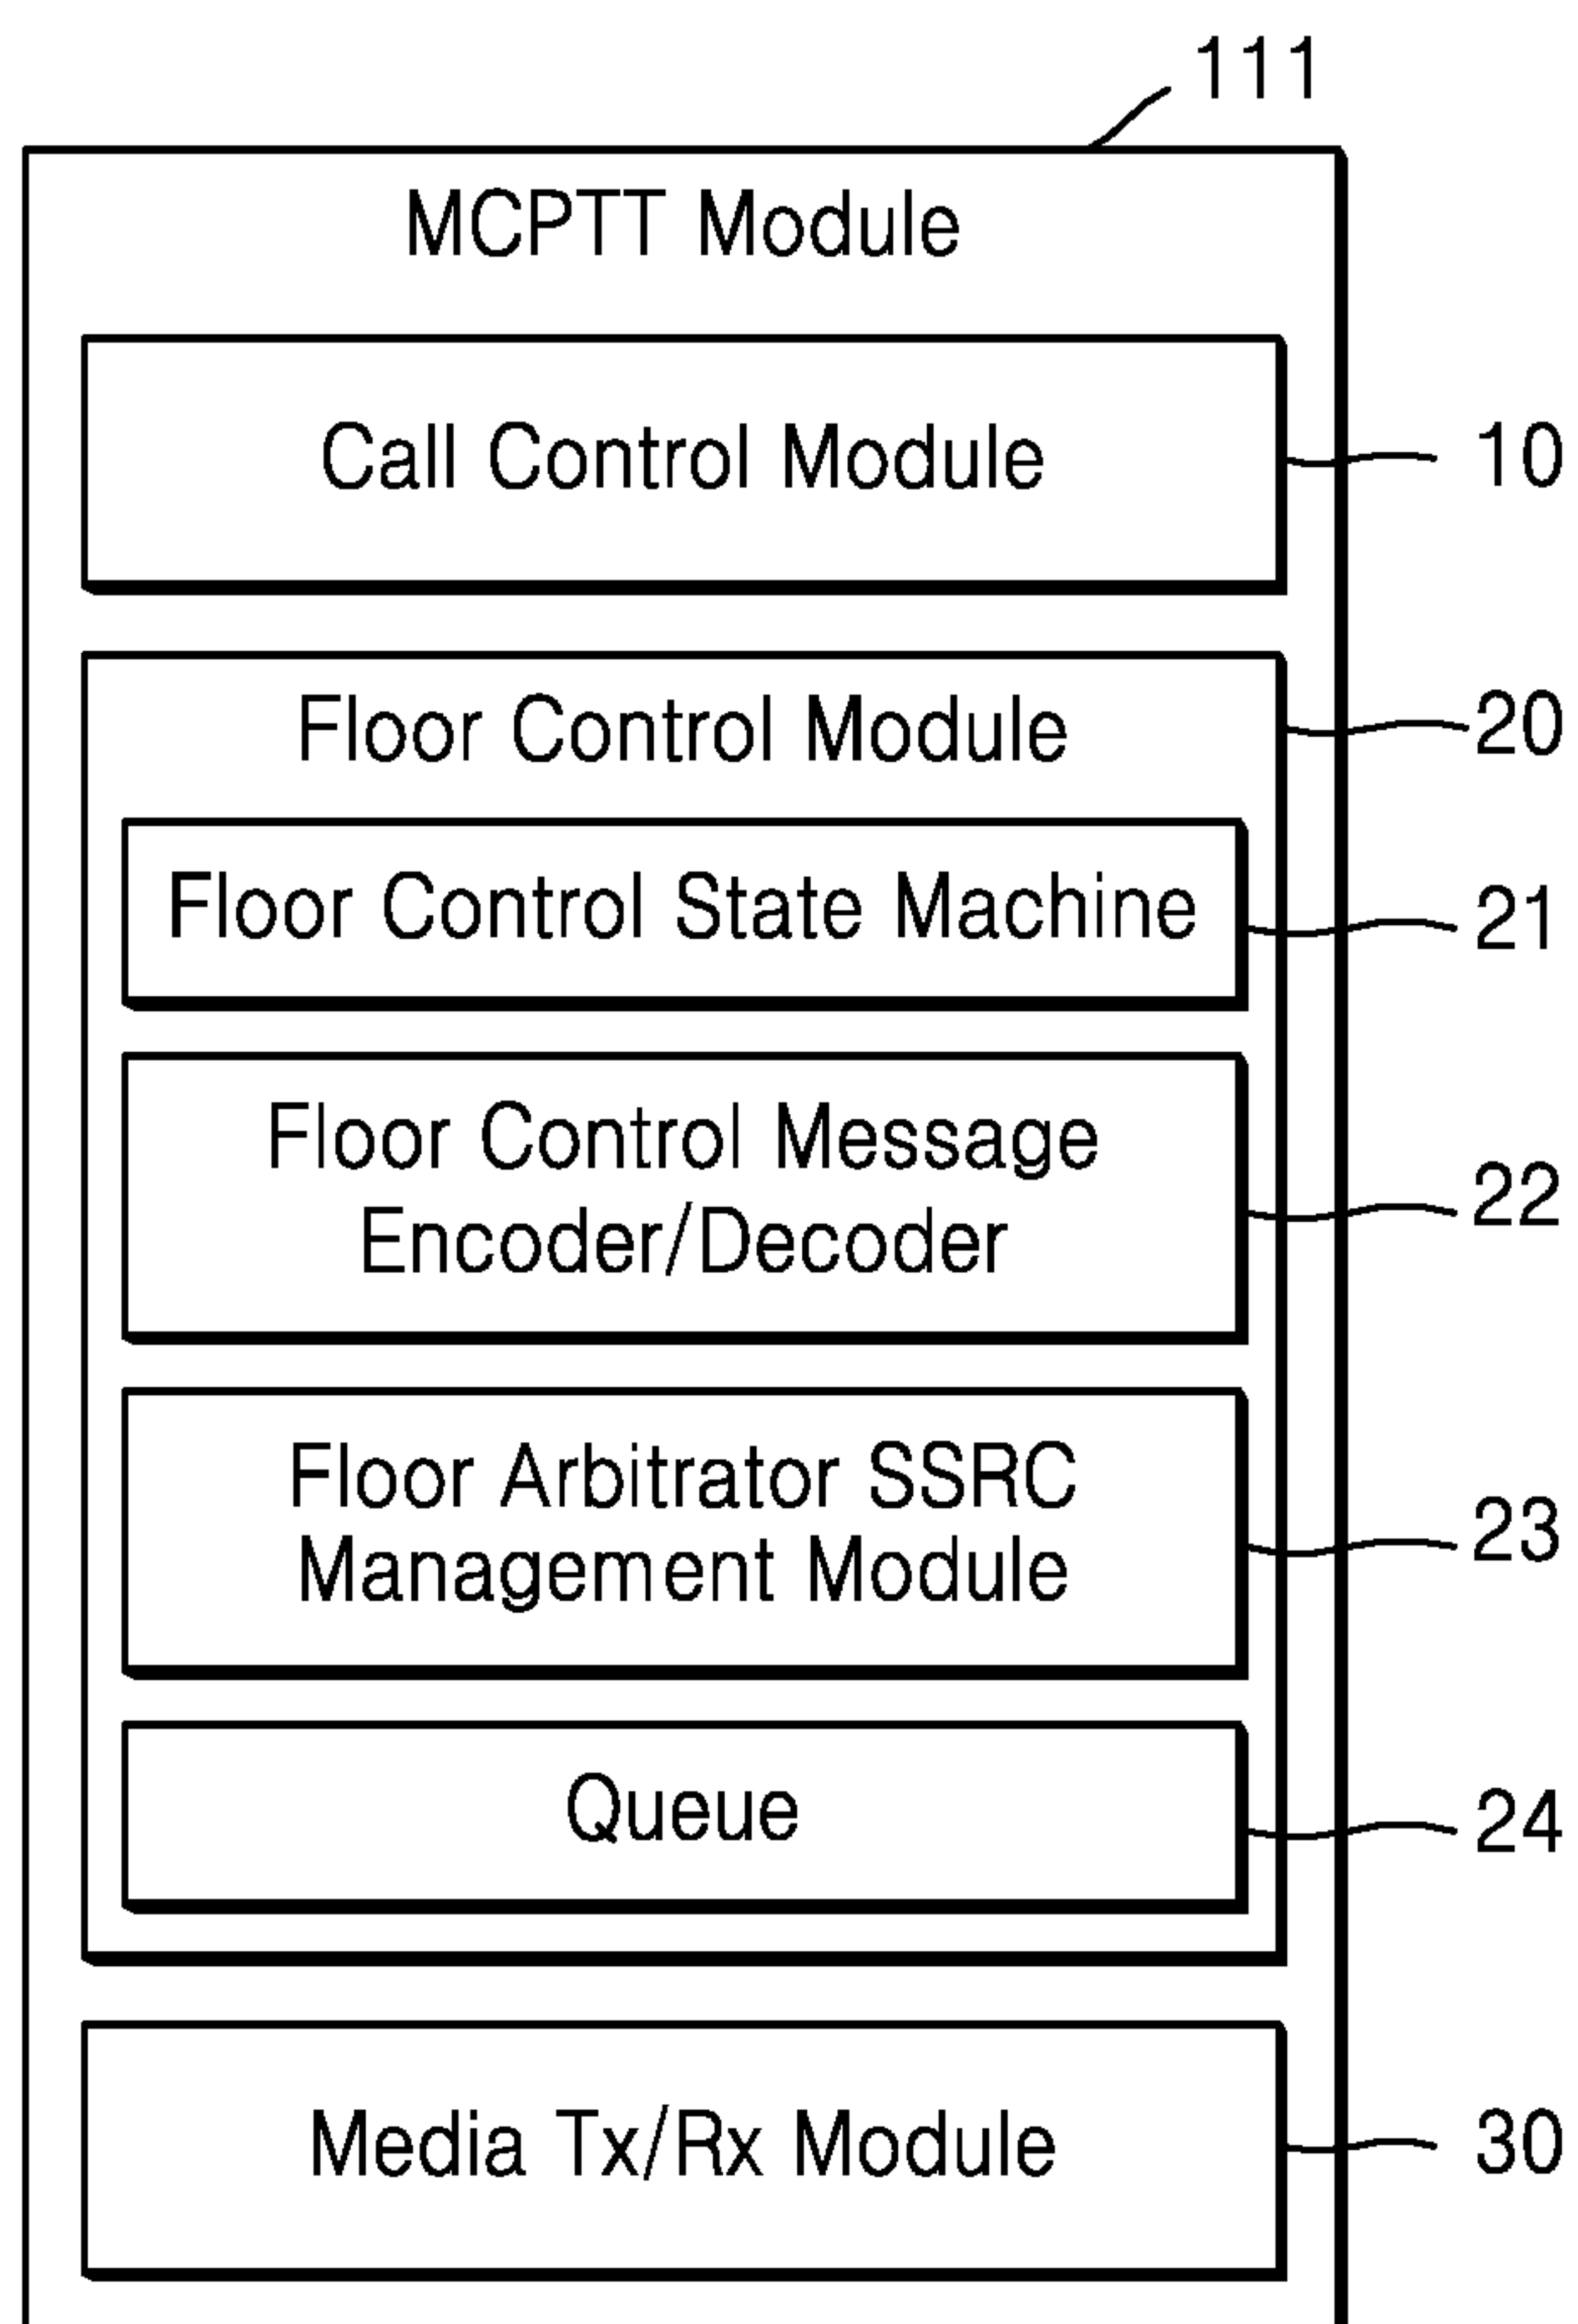 111
MCPTT Module
Call Control Module
10
Floor Control Module
20
Floor Control State Machine
21
Floor Control Message
Encoder/Decoder
22
Floor Arbitrator SSRC
Management Module
23
Queue
24
Media Tx/Rx Module
30